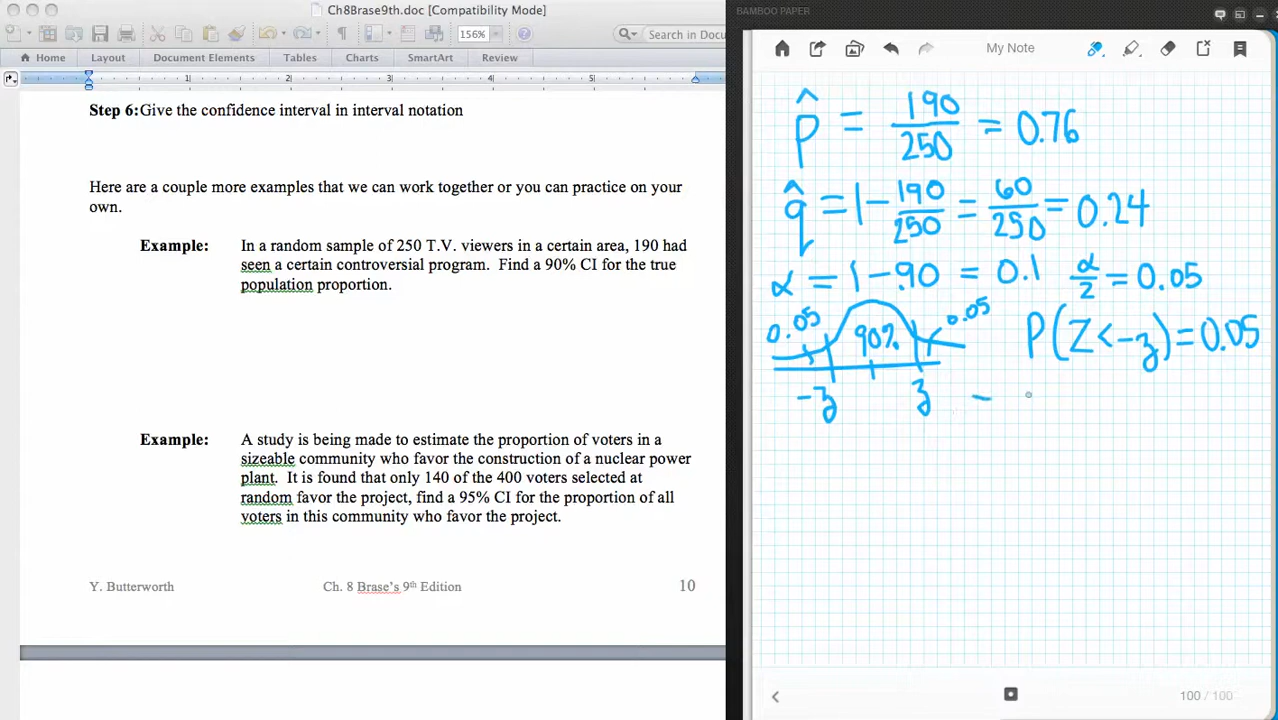 Ch8Brase9th.doc [Compatibility Mode]
156%
Search in Docum
Home Layout Document Elements Tables Charts SmartArt Review
1 2 3 4 5
Step 6: Give the confidence interval in interval notation
Here are a couple more examples that we can work together or you can practice on your
own.
Example: In a random sample of 250 T.V. viewers in a certain area, 190 had
seen a certain controversial program. Find a 90% CI for the true
population proportion.
Example: A study is being made to estimate the proportion of voters in a
sizeable community who favor the construction of a nuclear power
plant. It is found that only 140 of the 400 voters selected at
random favor the project, find a 95% CI for the proportion of all
voters in this community who favor the project.
Y. Butterworth Ch. 8 Brase's 9th Edition 10
BAMBOO PAPER
My Note
p̂ = 190/250 = 0.76
q̂ = 1 - 190/250 = 60/250 = 0.24
α = 1 - .90 = 0.1 α/2 = 0.05
0.05 90% 0.05 P(Z < -z) = 0.05
-z z -
100 / 100